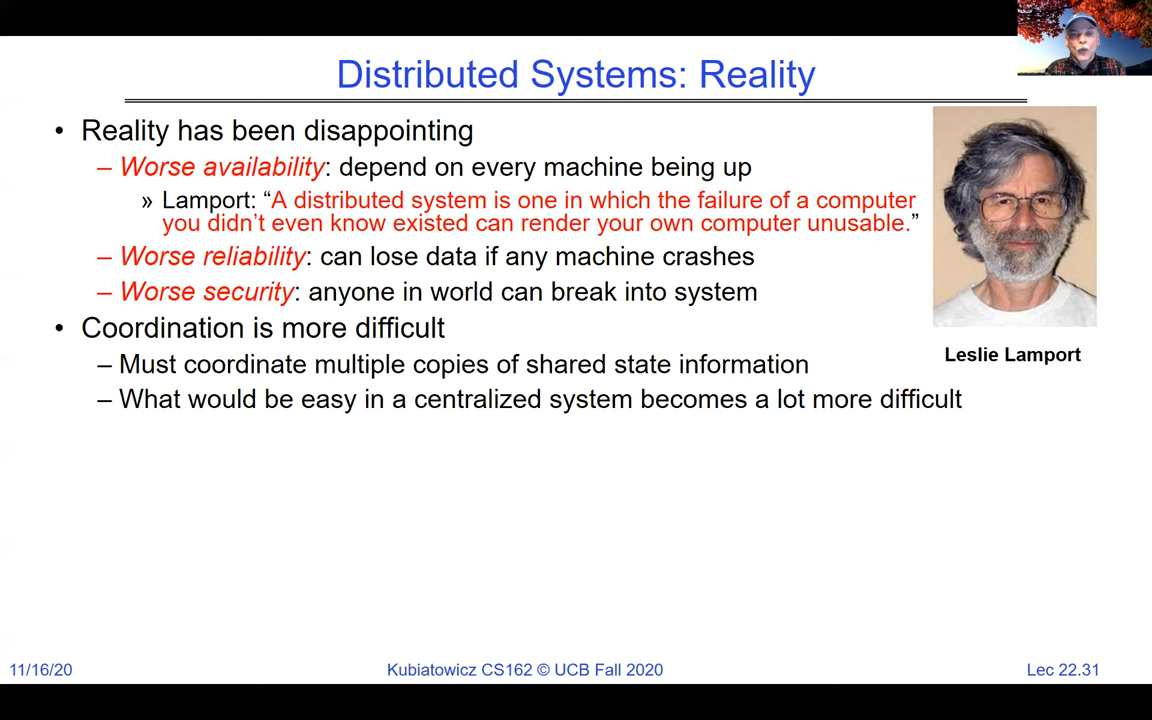 Distributed Systems: Reality
• Reality has been disappointing
– Worse availability: depend on every machine being up
» Lamport: “A distributed system is one in which the failure of a computer
you didn’t even know existed can render your own computer unusable.”
– Worse reliability: can lose data if any machine crashes
– Worse security: anyone in world can break into system
• Coordination is more difficult
– Must coordinate multiple copies of shared state information
– What would be easy in a centralized system becomes a lot more difficult
Leslie Lamport
11/16/20
Kubiatowicz CS162 © UCB Fall 2020
Lec 22.31